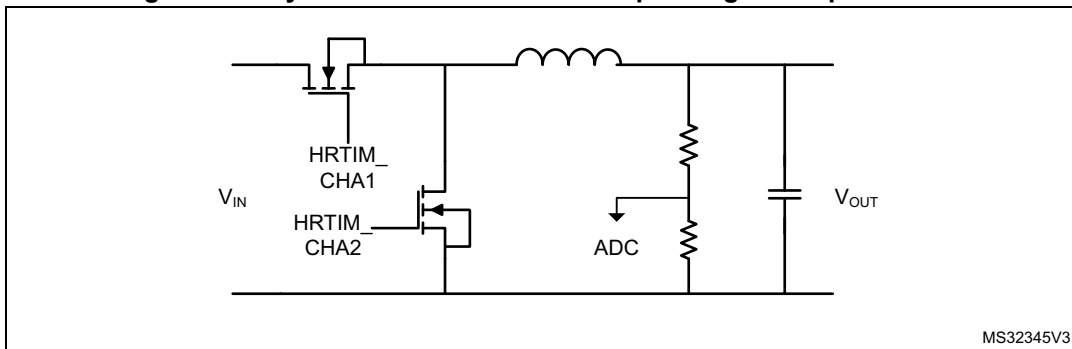 HRTIM_
CHA1
V_IN
HRTIM_
CHA2
ADC
V_OUT
MS32345V3